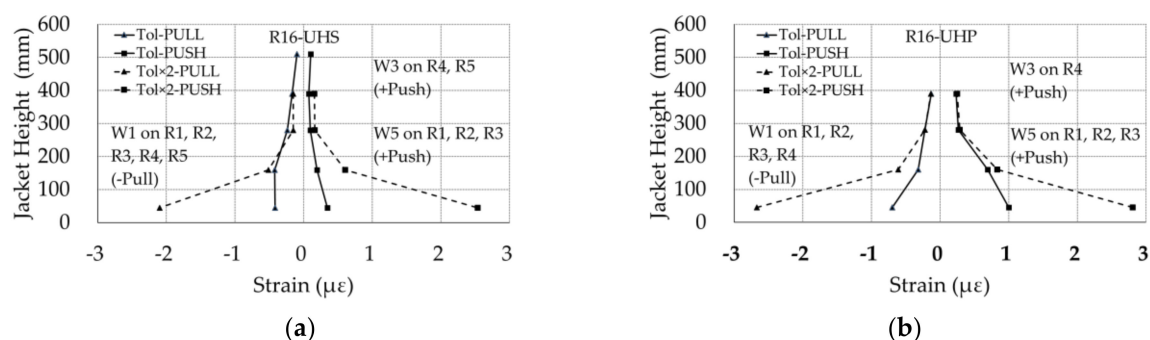 600
500
400
300
200
100
0
Jacket Height (mm)
Tol-PULL
Tol-PUSH
Tol×2-PULL
Tol×2-PUSH
R16-UHS
W3 on R4, R5
(+Push)
W1 on R1, R2,
R3, R4, R5
(-Pull)
W5 on R1, R2, R3
(+Push)
-3 -2 -1 0 1 2 3
Strain (με)
(a)
600
500
400
300
200
100
0
Jacket Height (mm)
Tol-PULL
Tol-PUSH
Tol×2-PULL
Tol×2-PUSH
R16-UHP
W3 on R4
(+Push)
W1 on R1, R2,
R3, R4
(-Pull)
W5 on R1, R2, R3
(+Push)
-3 -2 -1 0 1 2 3
Strain (με)
(b)